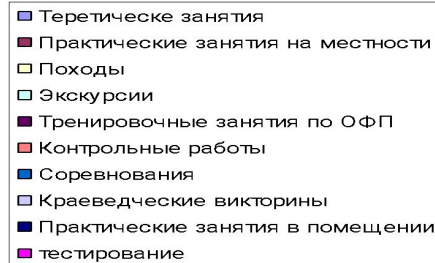 Теретическе занятия
Практические занятия на местности
Походы
Экскурсии
Тренировочные занятия по ОФП
Контрольные работы
Соревнования
Краеведческие викторины
Практические занятия в помещении
тестирование